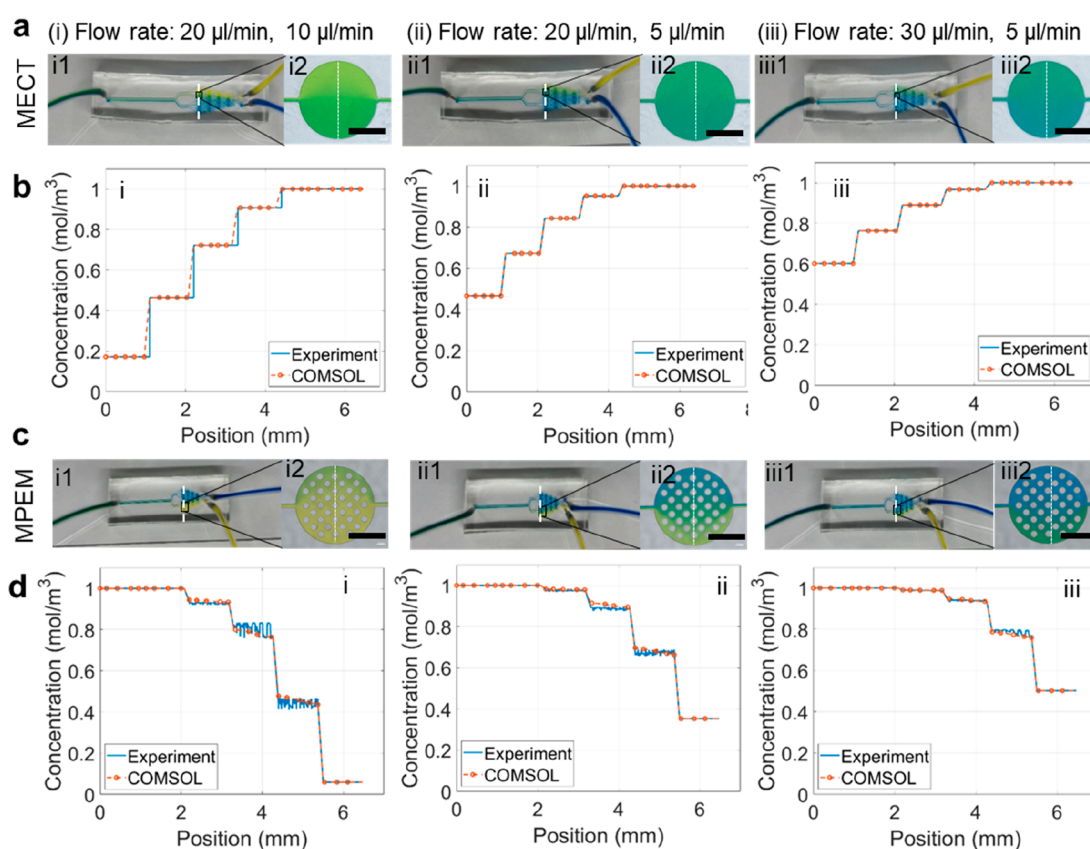 a (i) Flow rate: 20 µl/min, 10 µl/min (ii) Flow rate: 20 µl/min, 5 µl/min (iii) Flow rate: 30 µl/min, 5 µl/min
MECT
i1 i2 ii1 ii2 iii1 iii2
b
i
Concentration (mol/m³)
1
0.8
0.6
0.4
0.2
0
Experiment
COMSOL
0 2 4 6
Position (mm)
ii
Concentration (mol/m³)
1
0.8
0.6
0.4
0.2
0
Experiment
COMSOL
0 2 4 6 8
Position (mm)
iii
Concentration (mol/m³)
1
0.8
0.6
0.4
0.2
0
Experiment
COMSOL
0 2 4 6
Position (mm)
c
MPEM
i1 i2 ii1 ii2 iii1 iii2
d
i
Concentration (mol/m³)
1
0.8
0.6
0.4
0.2
0
Experiment
COMSOL
0 2 4 6
Position (mm)
ii
Concentration (mol/m³)
1
0.8
0.6
0.4
0.2
0
Experiment
COMSOL
0 2 4 6
Position (mm)
iii
Concentration (mol/m³)
1
0.8
0.6
0.4
0.2
0
Experiment
COMSOL
0 2 4 6
Position (mm)